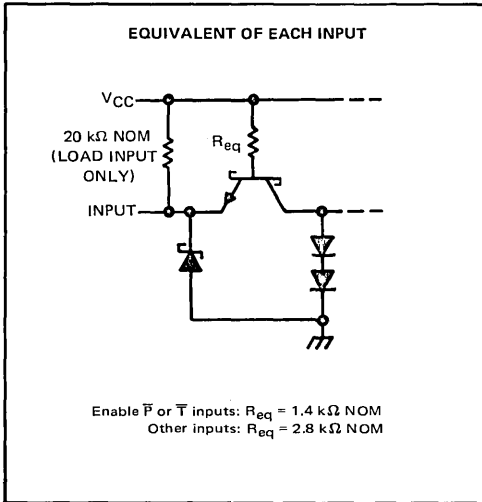 EQUIVALENT OF EACH INPUT
VCC
20 kΩ NOM
(LOAD INPUT
ONLY)
Req
INPUT
Enable P̅ or T̅ inputs: Req = 1.4 kΩ NOM
Other inputs: Req = 2.8 kΩ NOM